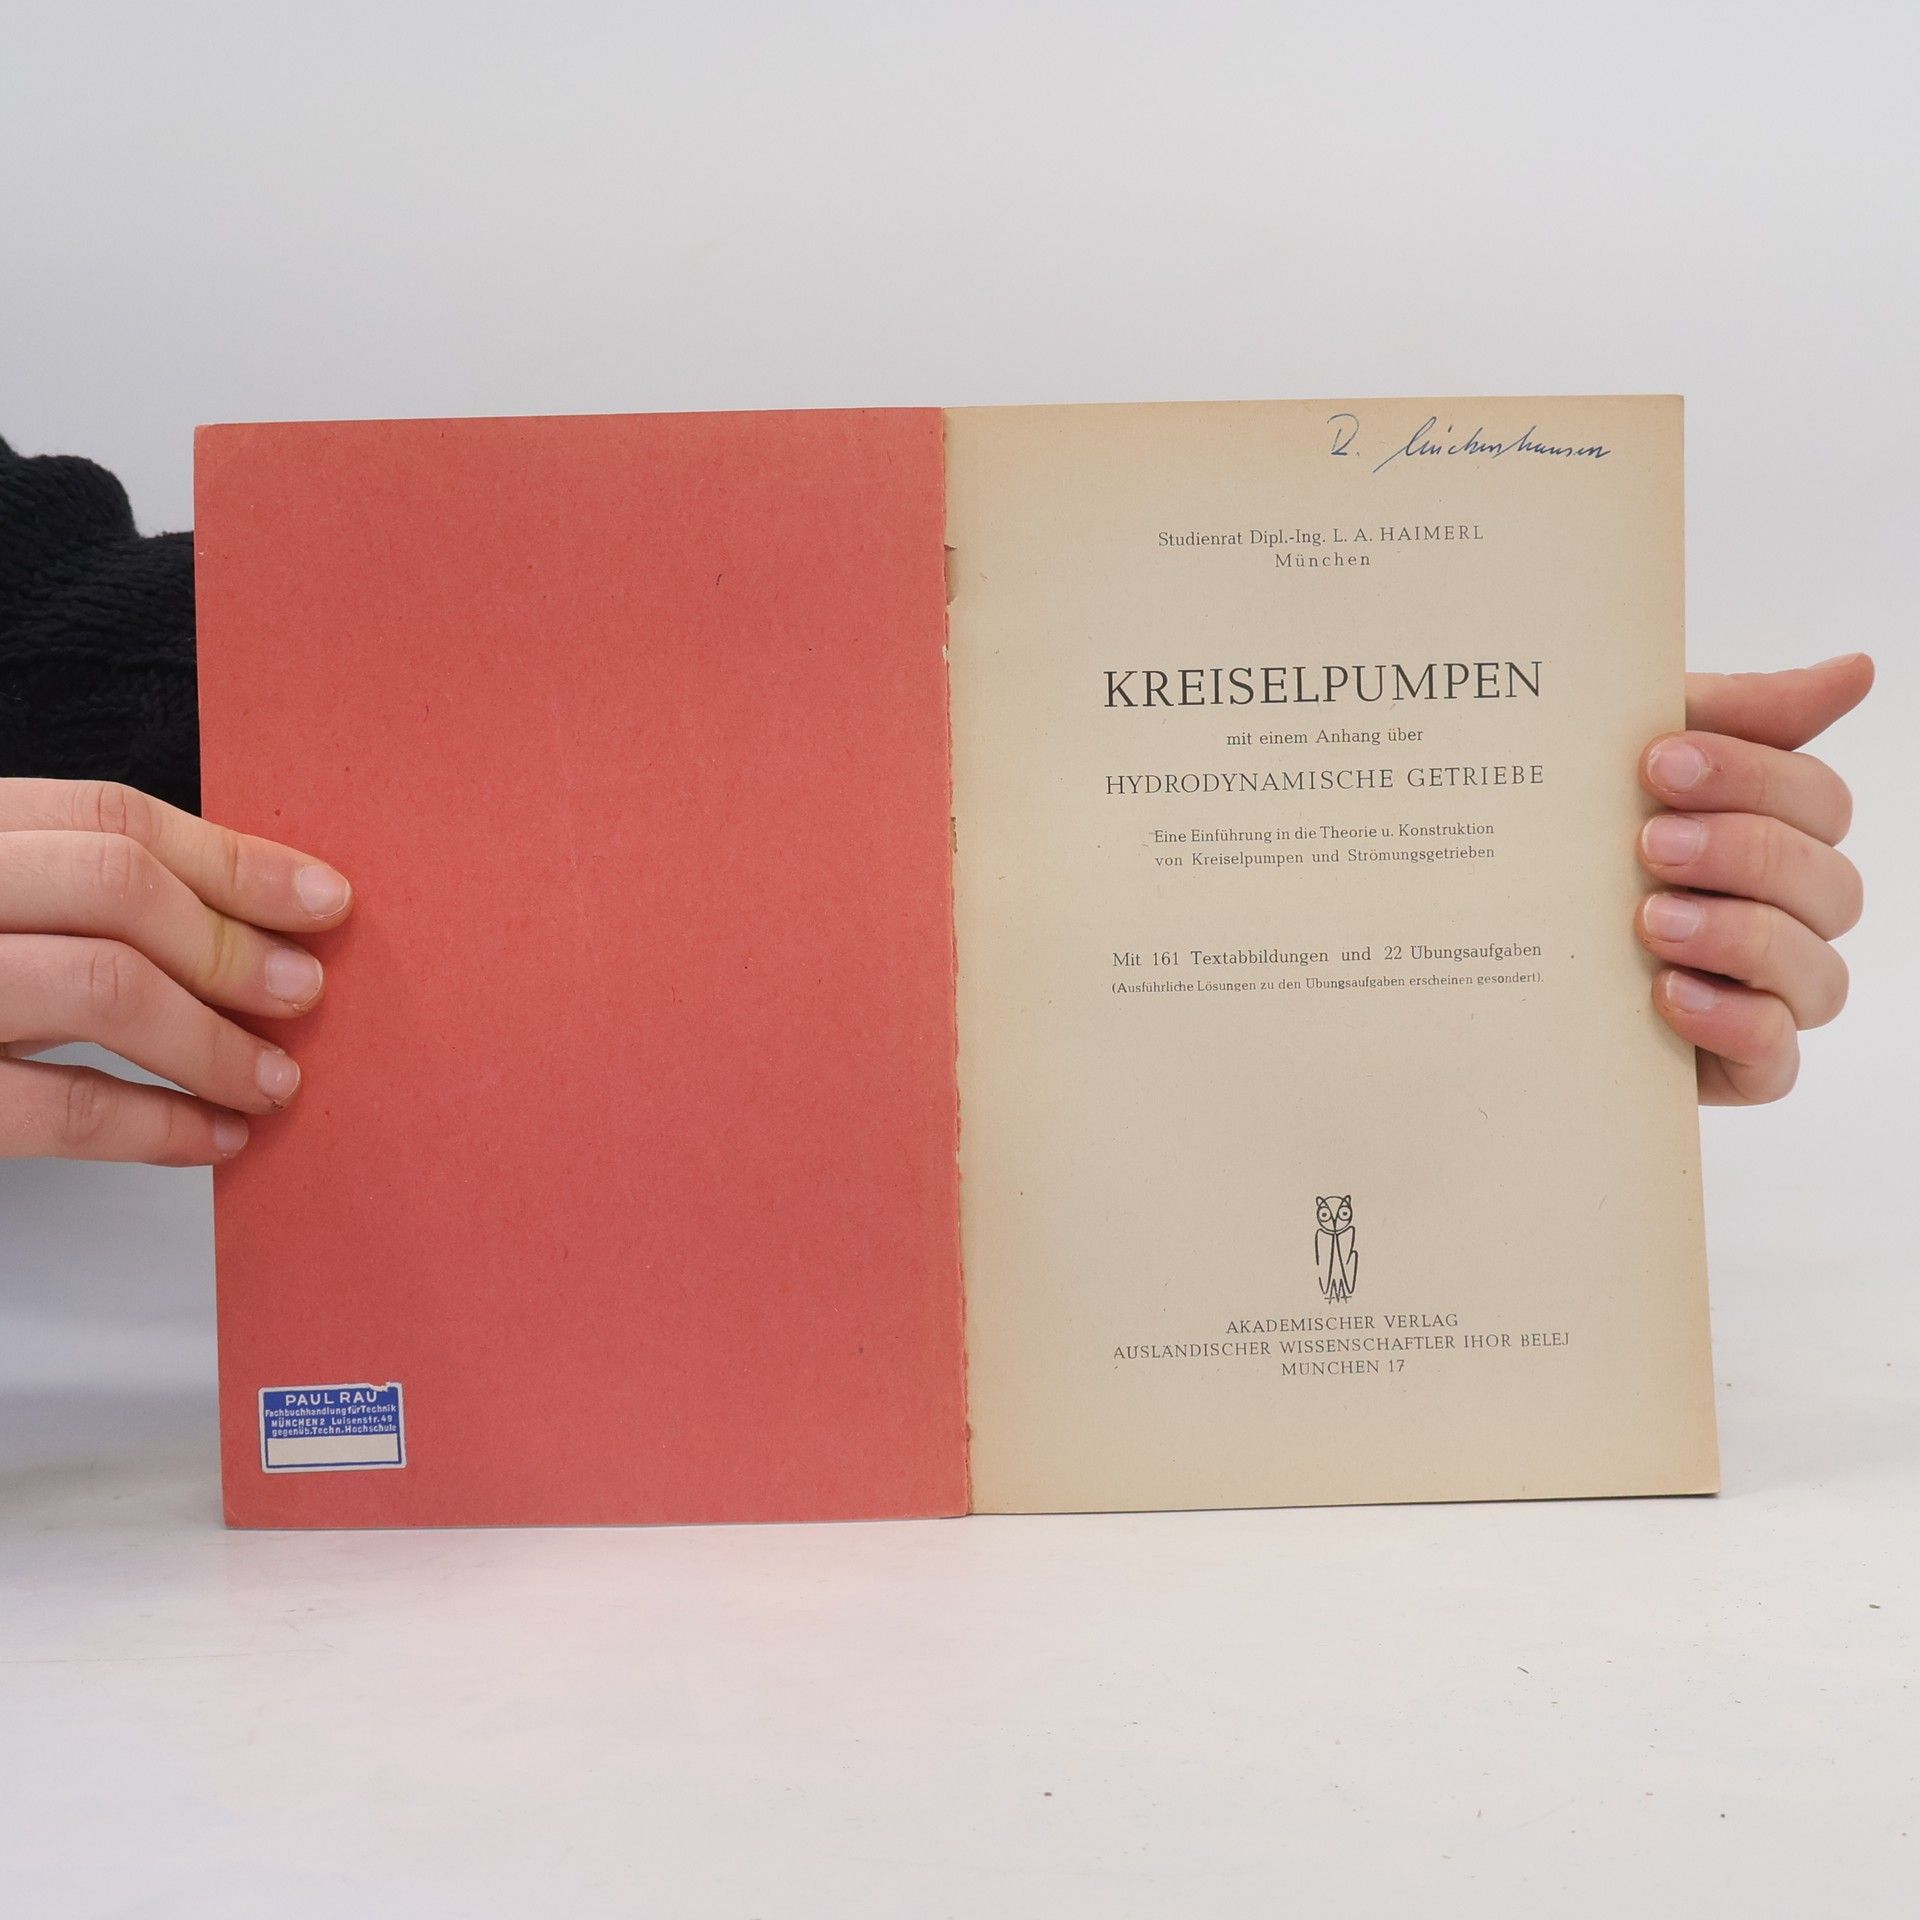 PAUL RAU
Fachbuchhandlung für Technik
MÜNCHEN 2 Luisenstr. 49
gegenüb. Techn. Hochschule
R.
Studienrat Dipl.-Ing. L. A. HAIMERL
München
KREISELPUMPEN
mit einem Anhang über
HYDRODYNAMISCHE GETRIEBE
Eine Einführung in die Theorie u. Konstruktion
von Kreiselpumpen und Strömungsgetrieben
Mit 161 Textabbildungen und 22 Übungsaufgaben
(Ausführliche Lösungen zu den Übungsaufgaben erscheinen gesondert).
AKADEMISCHER VERLAG
AUSLÄNDISCHER WISSENSCHAFTLER IHOR BELEJ
MÜNCHEN 17